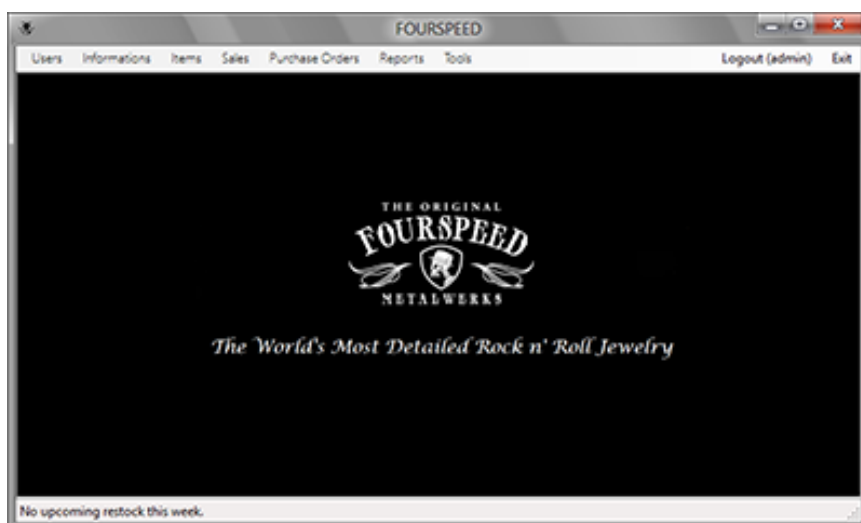 FOURSPEED
Users Informations Items Sales Purchase Orders Reports Tools Logout (admin) Exit
THE ORIGINAL
FOURSPEED
METALWERKS
The World's Most Detailed Rock n' Roll Jewelry
No upcoming restock this week.